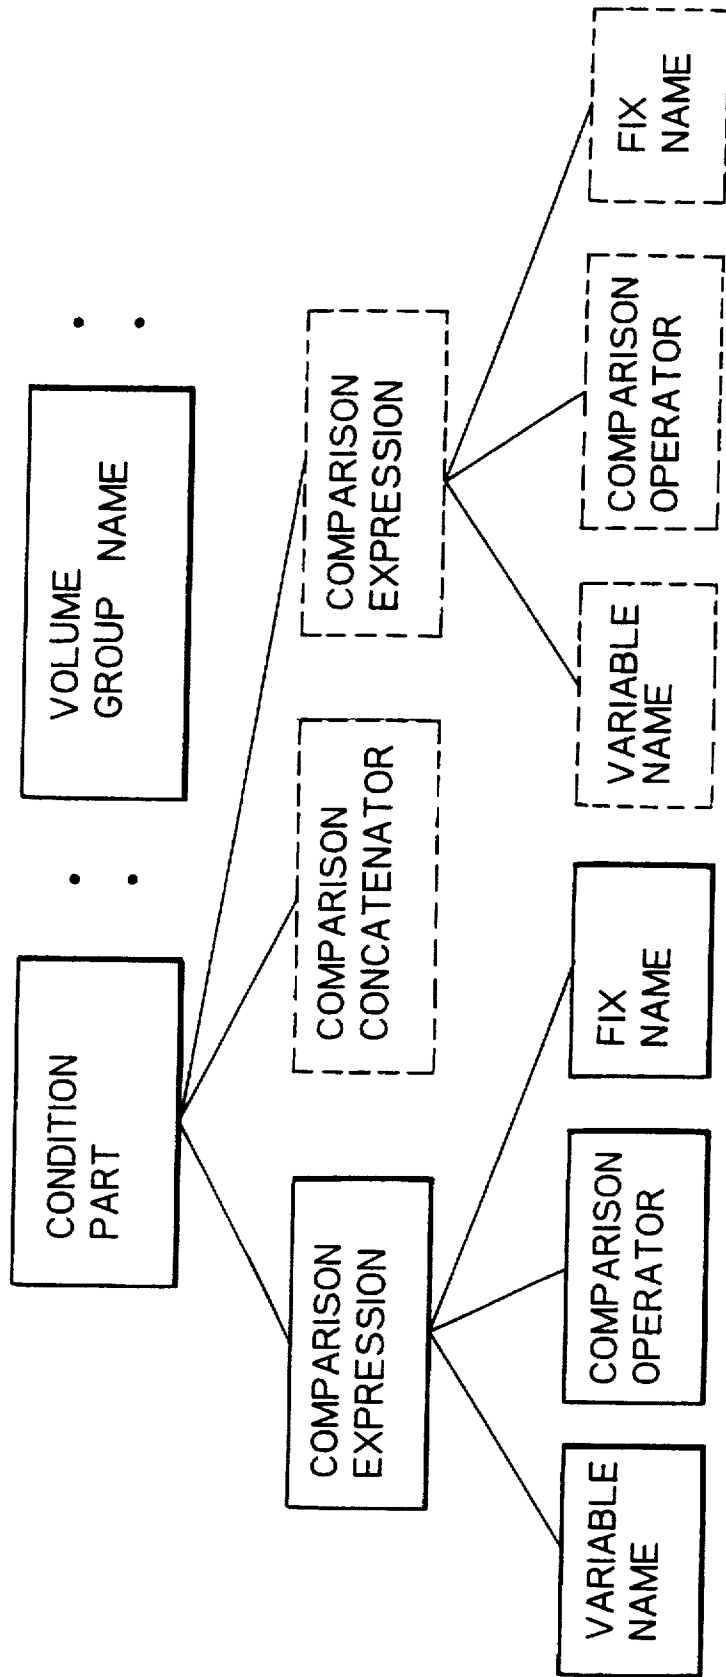 CONDITION
PART
VOLUME
GROUP NAME
COMPARISON
EXPRESSION
COMPARISON
CONCATENATOR
COMPARISON
EXPRESSION
VARIABLE
NAME
COMPARISON
OPERATOR
FIX
NAME
VARIABLE
NAME
COMPARISON
OPERATOR
FIX
NAME